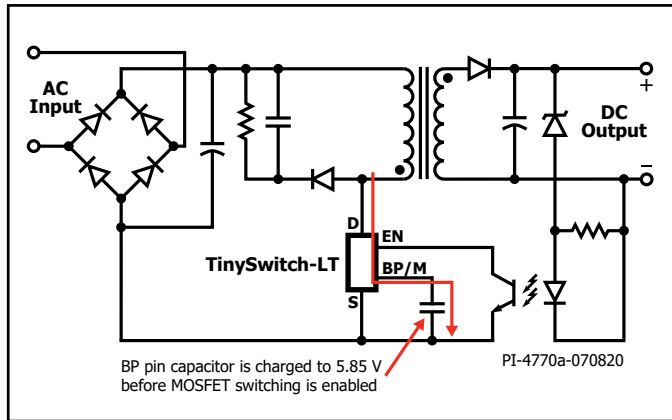 AC
Input
+
DC
Output
–
D
EN
TinySwitch-LT
BP/M
S
BP pin capacitor is charged to 5.85 V
before MOSFET switching is enabled
PI-4770a-070820